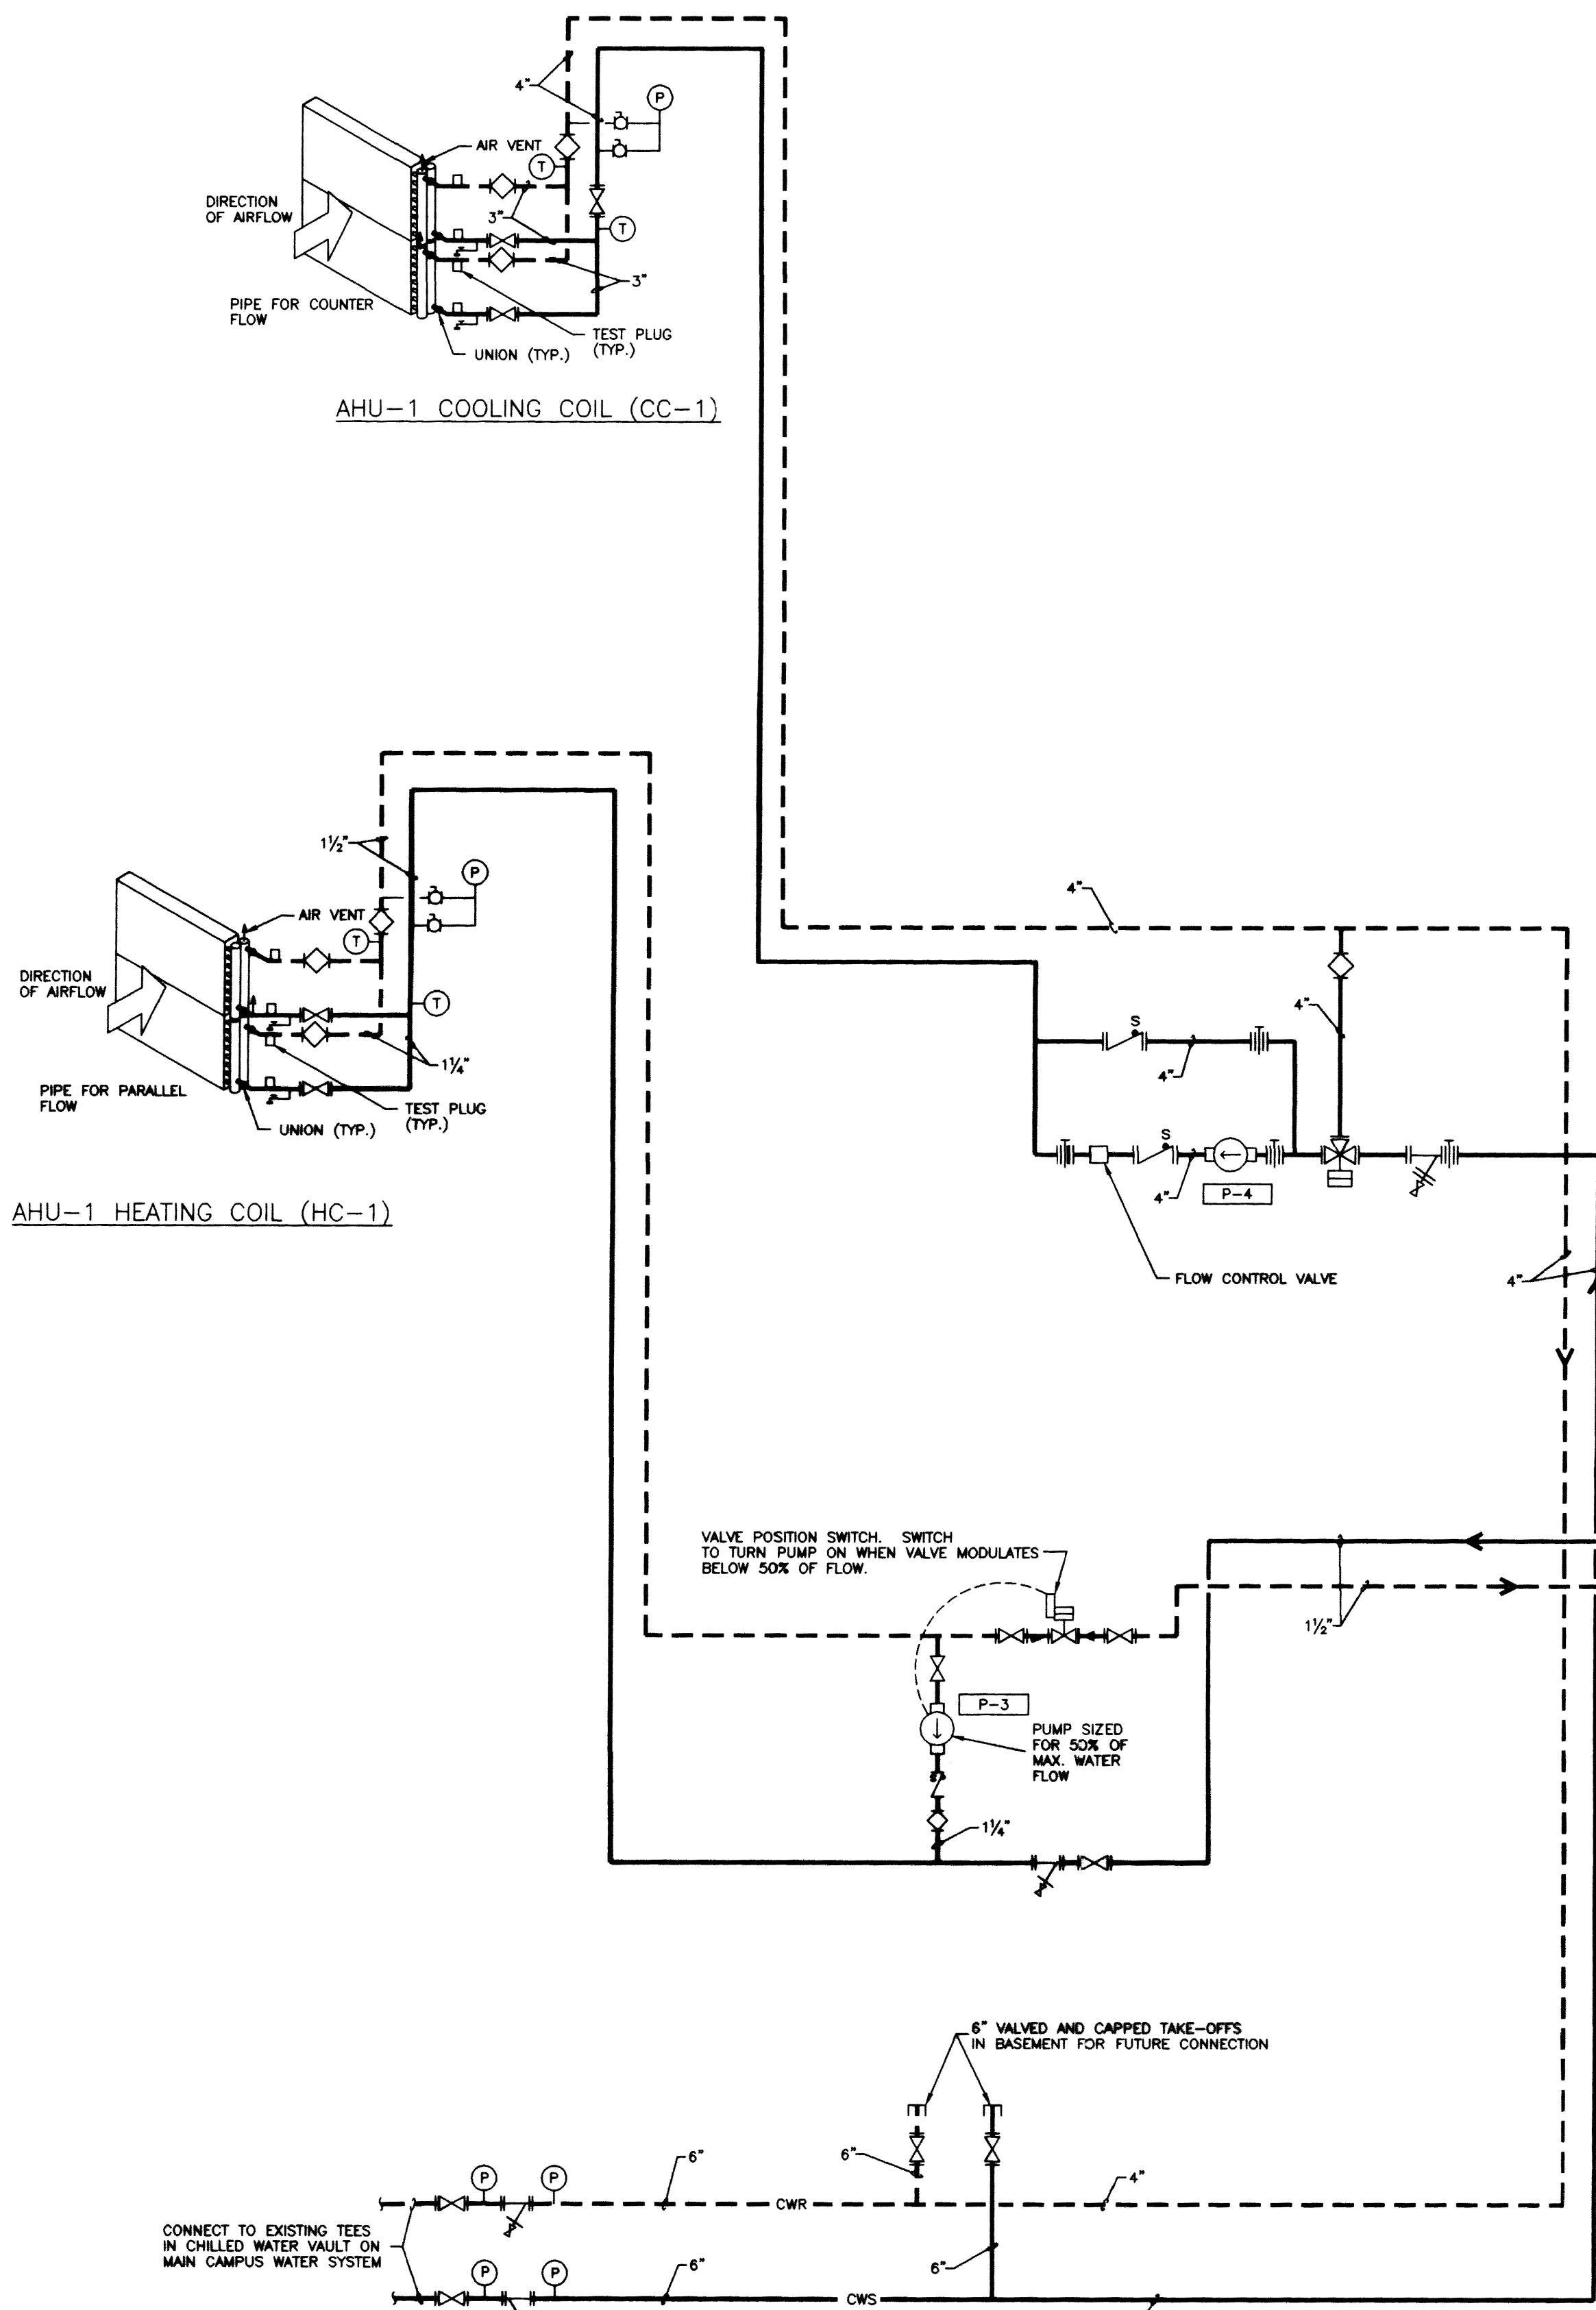 4"
P
AIR VENT
T
DIRECTION
OF AIRFLOW
3"
T
3"
PIPE FOR COUNTER
FLOW
TEST PLUG
(TYP.)
UNION (TYP.)
AHU-1 COOLING COIL (CC-1)
1½"
P
4"
AIR VENT
T
DIRECTION
OF AIRFLOW
T
4"
S
1¼"
4"
PIPE FOR PARALLEL
FLOW
TEST PLUG
(TYP.)
UNION (TYP.)
S
4"
P-4
AHU-1 HEATING COIL (HC-1)
FLOW CONTROL VALVE
4"
VALVE POSITION SWITCH. SWITCH
TO TURN PUMP ON WHEN VALVE MODULATES
BELOW 50% OF FLOW.
1½"
P-3
PUMP SIZED
FOR 50% OF
MAX. WATER
FLOW
1¼"
6" VALVED AND CAPPED TAKE-OFFS
IN BASEMENT FOR FUTURE CONNECTION
6"
6"
P
P
4"
CWR
CONNECT TO EXISTING TEES
IN CHILLED WATER VAULT ON
MAIN CAMPUS WATER SYSTEM
6"
6"
P
P
CWS